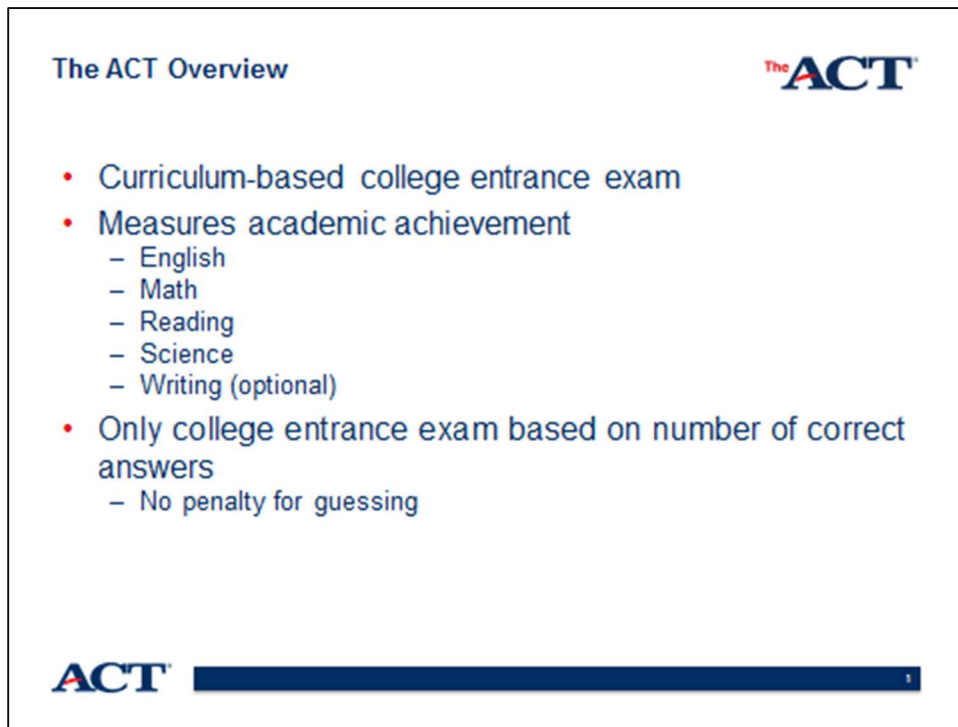 The ACT Overview
The ACT®
• Curriculum-based college entrance exam
• Measures academic achievement
– English
– Math
– Reading
– Science
– Writing (optional)
• Only college entrance exam based on number of correct
answers
– No penalty for guessing
ACT®
1